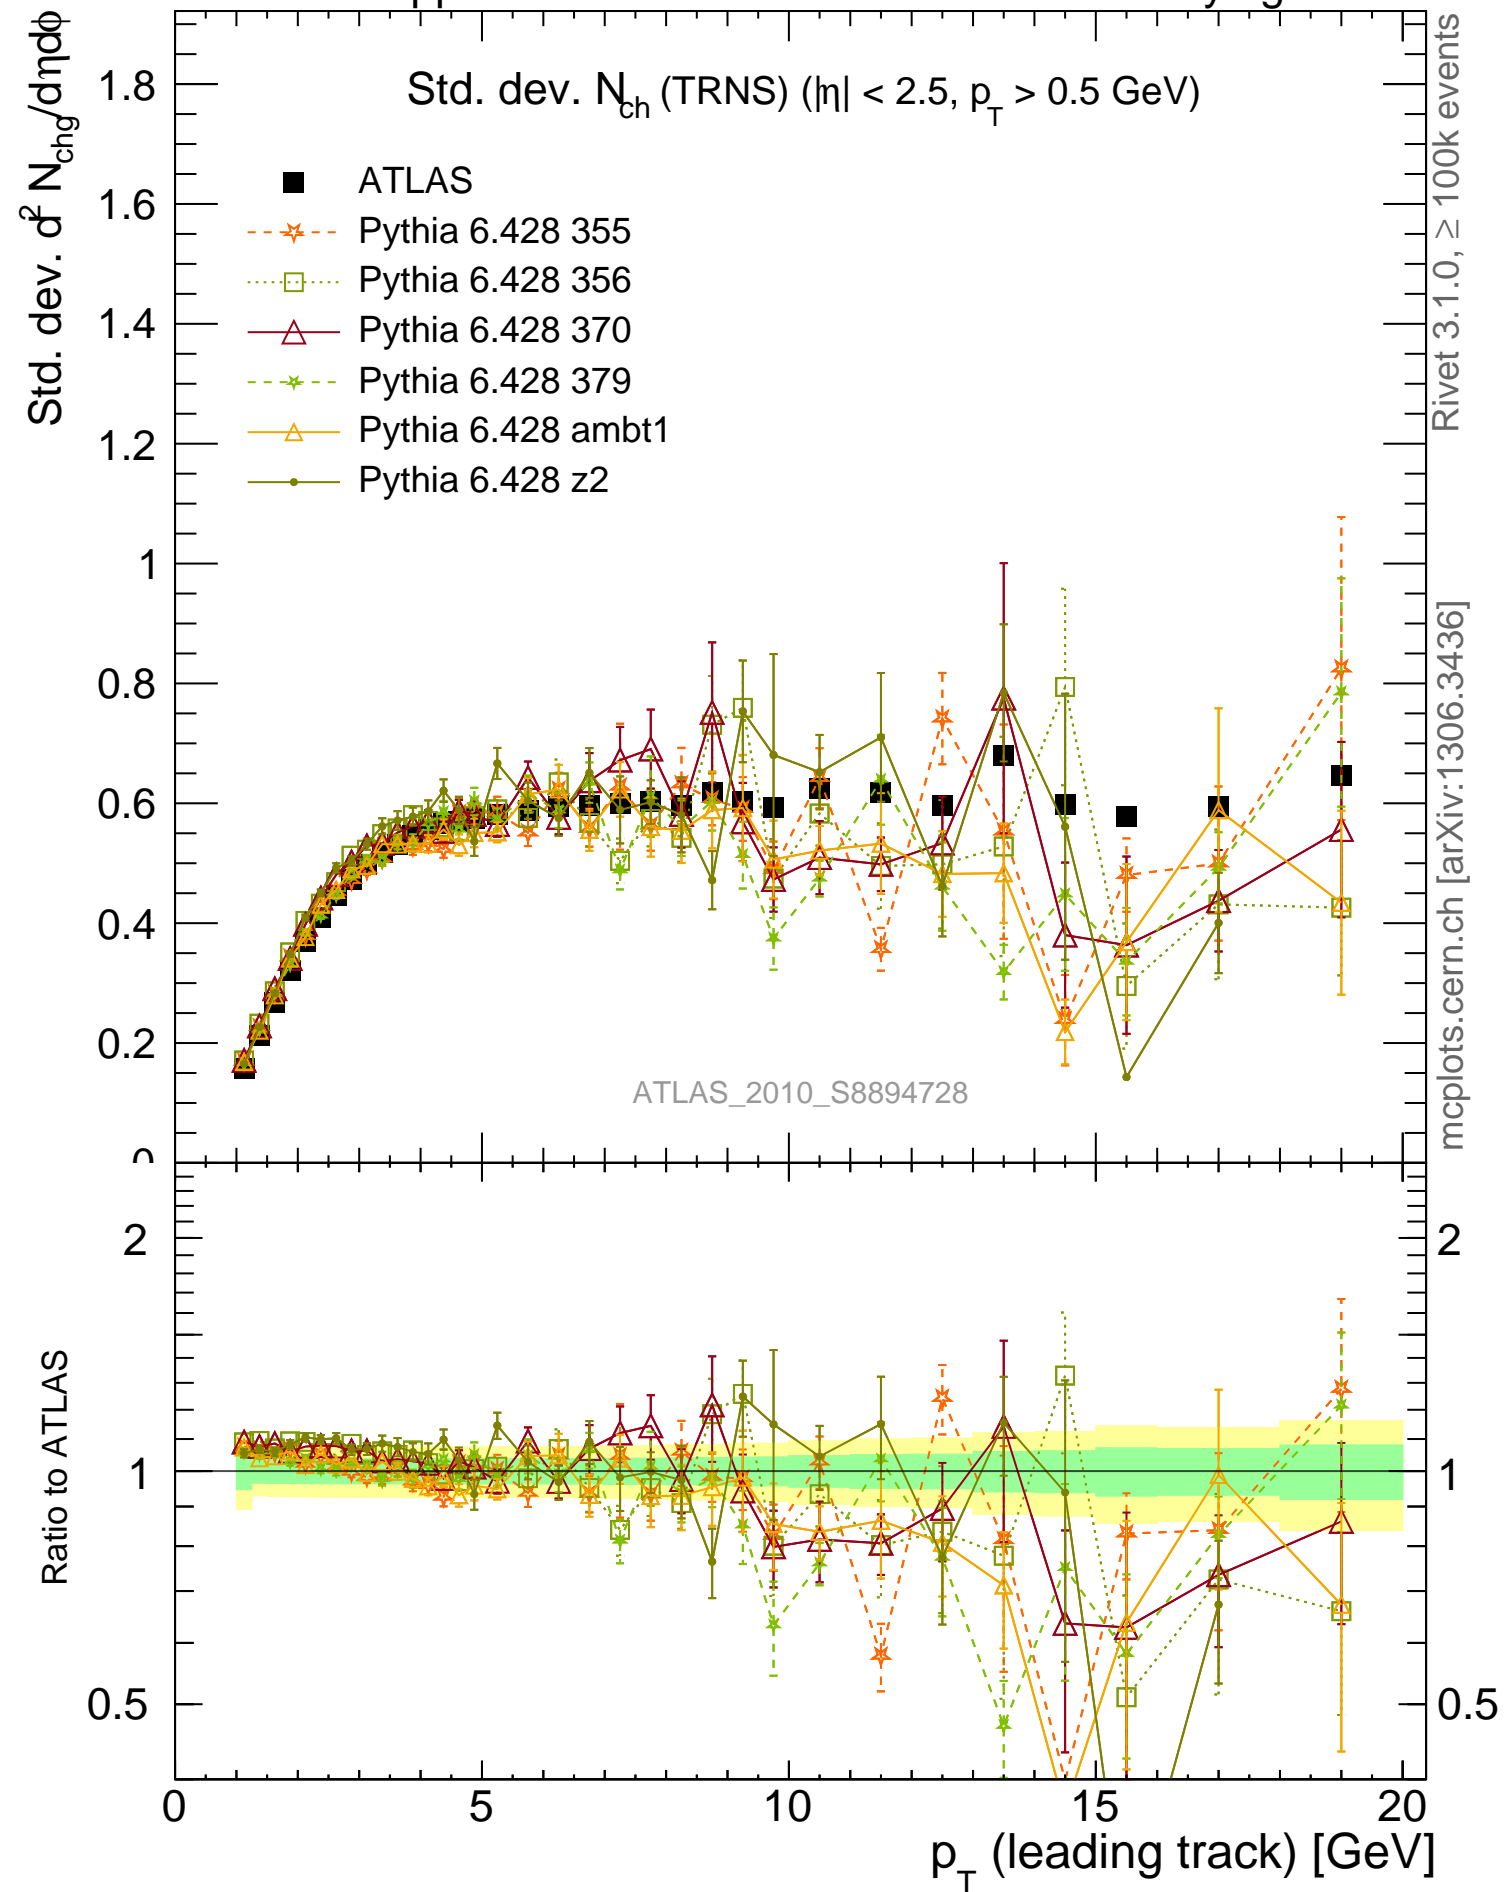 Std. dev. N_ch (TRNS) (|η| < 2.5, p_T > 0.5 GeV)
Std. dev. d² N_chg/dηdϕ
ATLAS
Pythia 6.428 355
Pythia 6.428 356
Pythia 6.428 370
Pythia 6.428 379
Pythia 6.428 ambt1
Pythia 6.428 z2
1.8
1.6
1.4
1.2
1
0.8
0.6
0.4
0.2
0
ATLAS_2010_S8894728
Rivet 3.1.0, ≥ 100k events
mcplots.cern.ch [arXiv:1306.3436]
Ratio to ATLAS
2
1
0.5
2
1
0.5
0
5
10
15
20
p_T (leading track) [GeV]